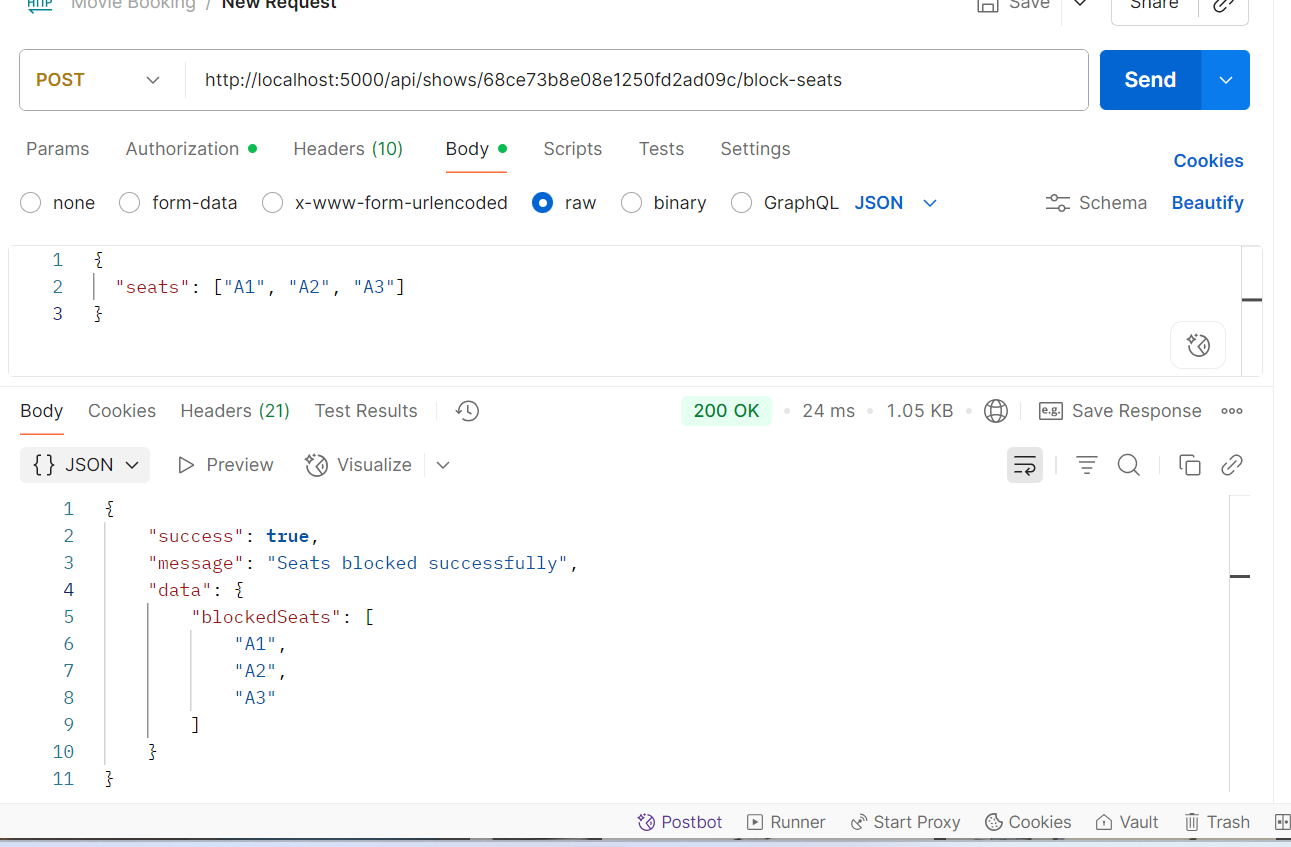 HTTP Movie Booking / New Request Save Share
POST http://localhost:5000/api/shows/68ce73b8e08e1250fd2ad09c/block-seats Send
Params Authorization Headers (10) Body Scripts Tests Settings Cookies
none form-data x-www-form-urlencoded raw binary GraphQL JSON Schema Beautify
1 {
2 "seats": ["A1", "A2", "A3"]
3 }
Body Cookies Headers (21) Test Results 200 OK • 24 ms • 1.05 KB • e.g. Save Response
{} JSON Preview Visualize
1 {
2 "success": true,
3 "message": "Seats blocked successfully",
4 "data": {
5 "blockedSeats": [
6 "A1",
7 "A2",
8 "A3"
9 ]
10 }
11 }
Postbot Runner Start Proxy Cookies Vault Trash